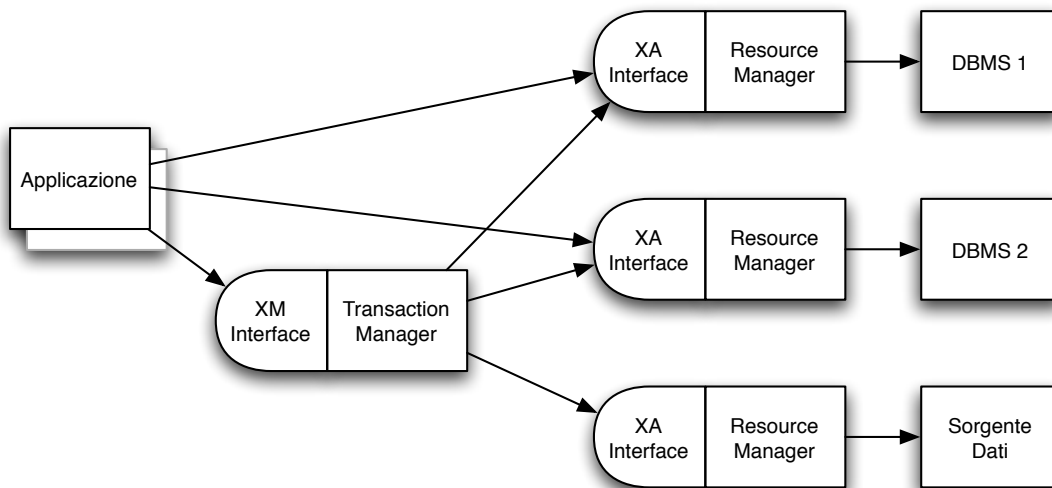 XA
Interface
Resource
Manager
DBMS 1
Applicazione
XA
Interface
Resource
Manager
DBMS 2
XM
Interface
Transaction
Manager
XA
Interface
Resource
Manager
Sorgente
Dati